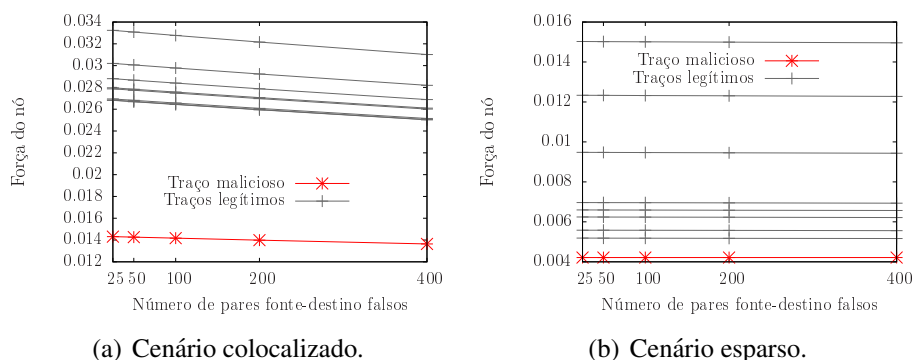 0.034
0.032
0.03
0.028
0.026
0.024
0.022
0.02
0.018
0.016
0.014
0.012
25 50 100 200 400
Força do nó
Traço malicioso
Traços legítimos
Número de pares fonte-destino falsos
(a) Cenário colocalizado.
0.016
0.014
0.012
0.01
0.008
0.006
0.004
25 50 100 200 400
Força do nó
Traço malicioso
Traços legítimos
Número de pares fonte-destino falsos
(b) Cenário esparso.